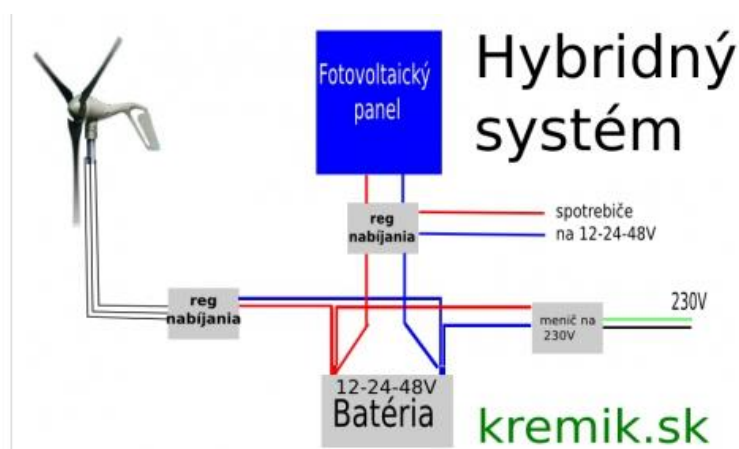 Hybridný
systém
Fotovoltaický
panel
reg
nabíjania
spotrebiče
na 12-24-48V
reg
nabíjania
230V
menič na
230V
12-24-48V
Batéria
kremik.sk